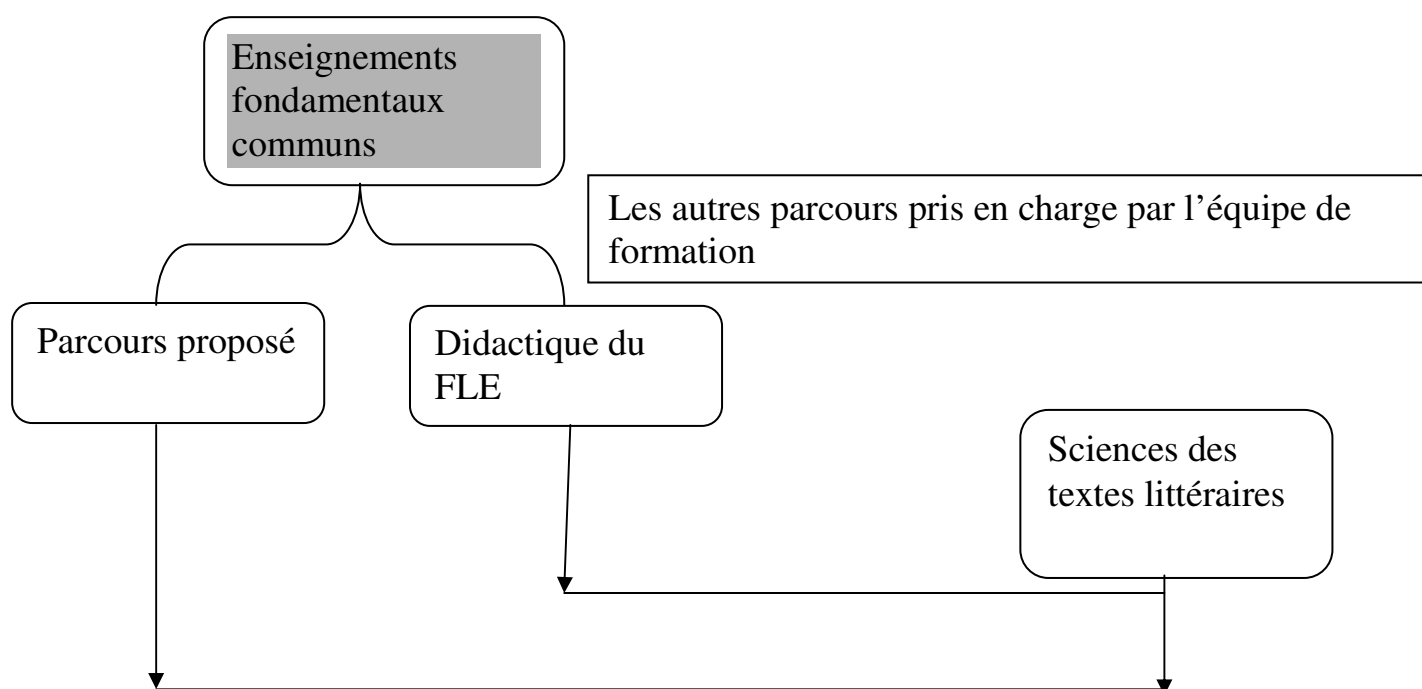 Enseignements
fondamentaux
communs
Les autres parcours pris en charge par l’équipe de
formation
Parcours proposé
Didactique du
FLE
Sciences des
textes littéraires